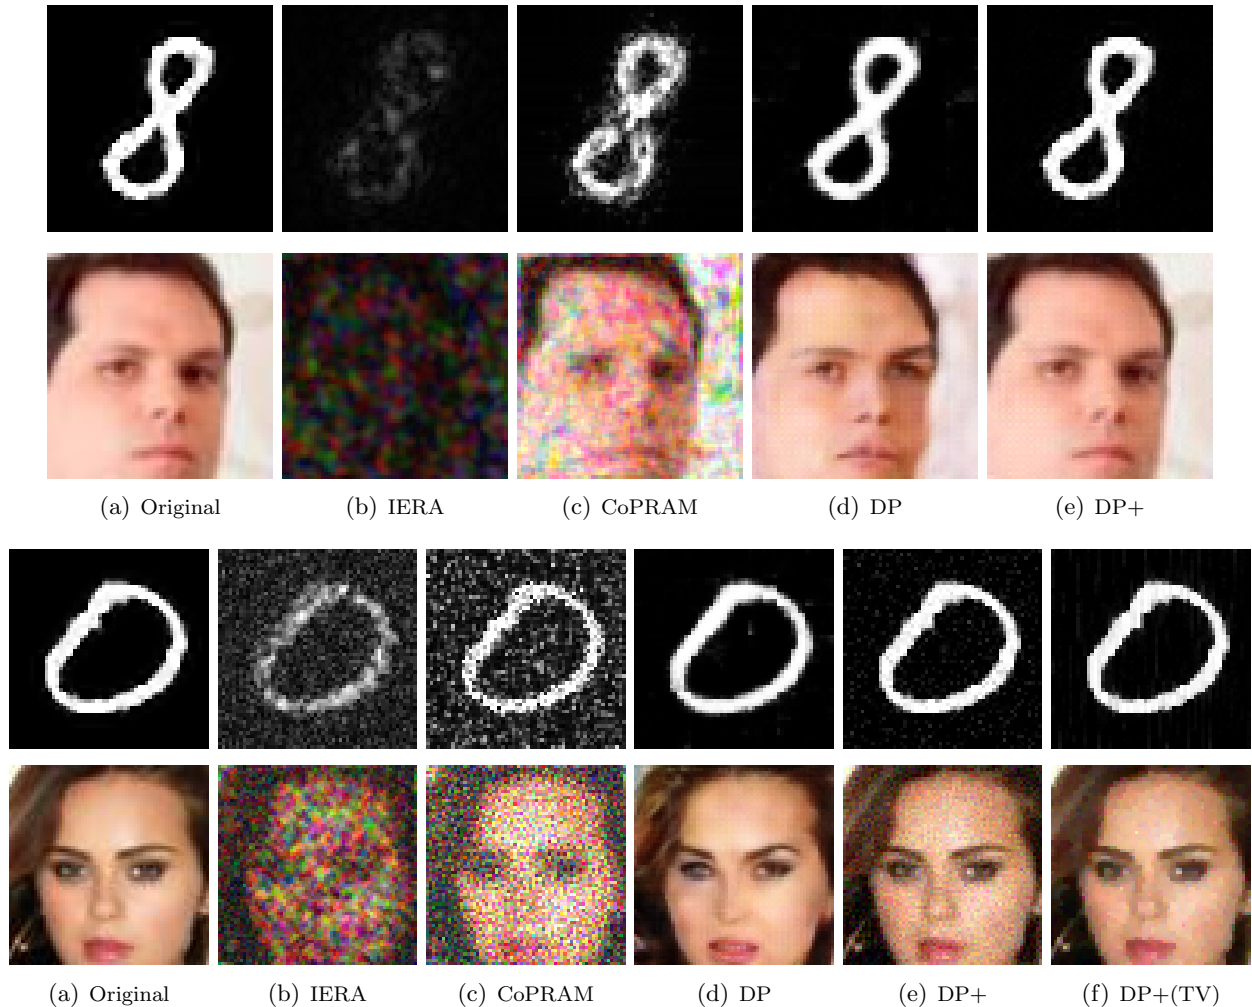 (a) Original (b) IERA (c) CoPRAM (d) DP (e) DP+
(a) Original (b) IERA (c) CoPRAM (d) DP (e) DP+ (f) DP+(TV)